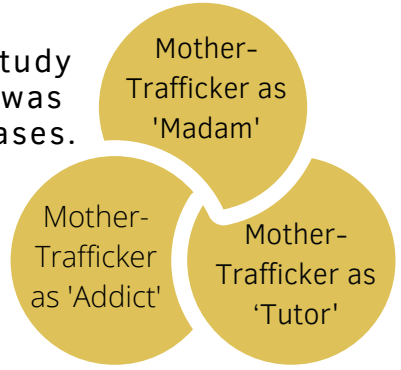 tudy
was
ases.
Mother-
Trafficker as
'Madam'
Mother-
Trafficker
as 'Addict'
Mother-
Trafficker as
‘Tutor'